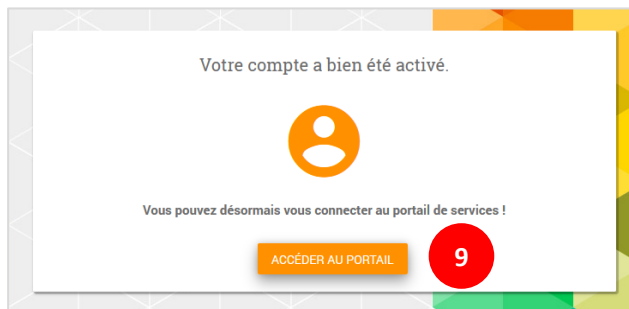 Votre compte a bien été activé.
Vous pouvez désormais vous connecter au portail de services !
ACCÉDER AU PORTAIL
9